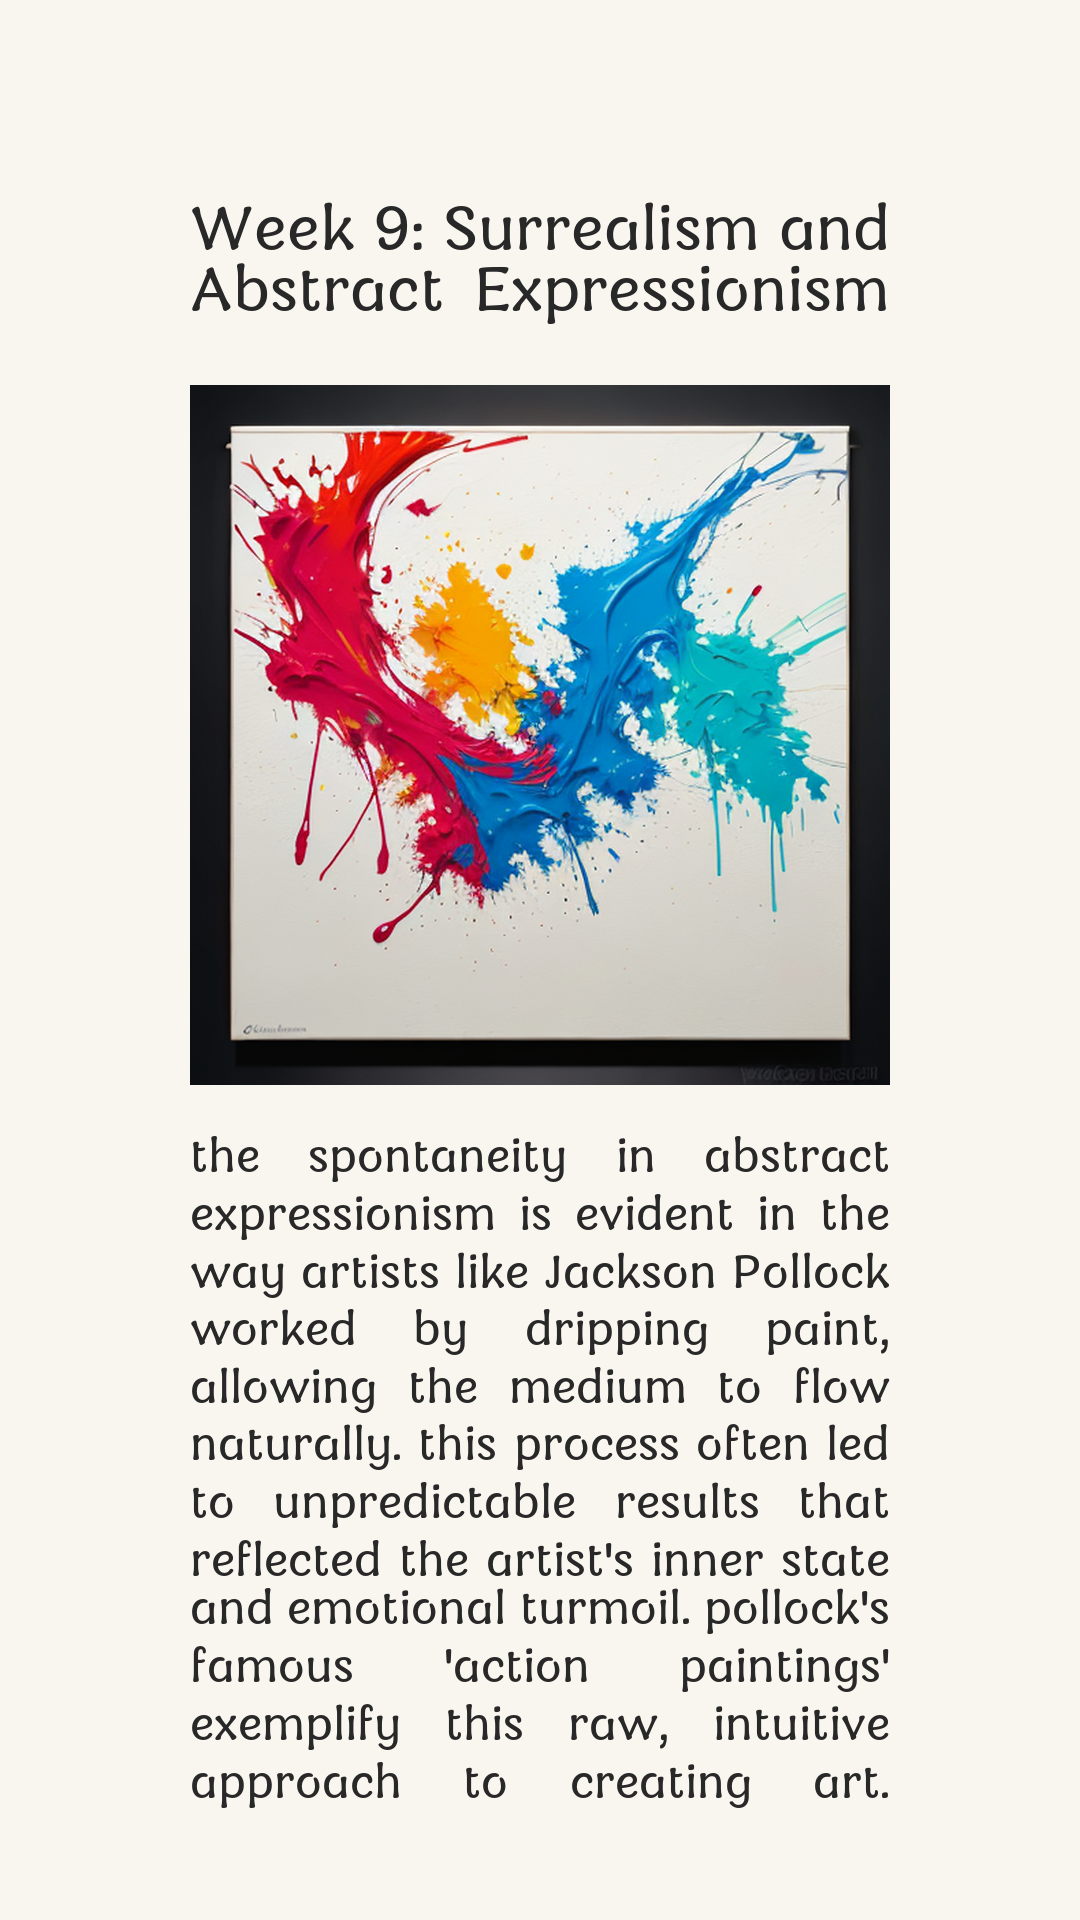 Week 9: Surrealism and
Abstract Expressionism
the spontaneity in abstract
expressionism is evident in the
way artists like Jackson Pollock
worked by dripping paint,
allowing the medium to flow
naturally. this process often led
to unpredictable results that
reflected the artist's inner state
and emotional turmoil. pollock's
famous 'action paintings'
exemplify this raw, intuitive
approach to creating art.